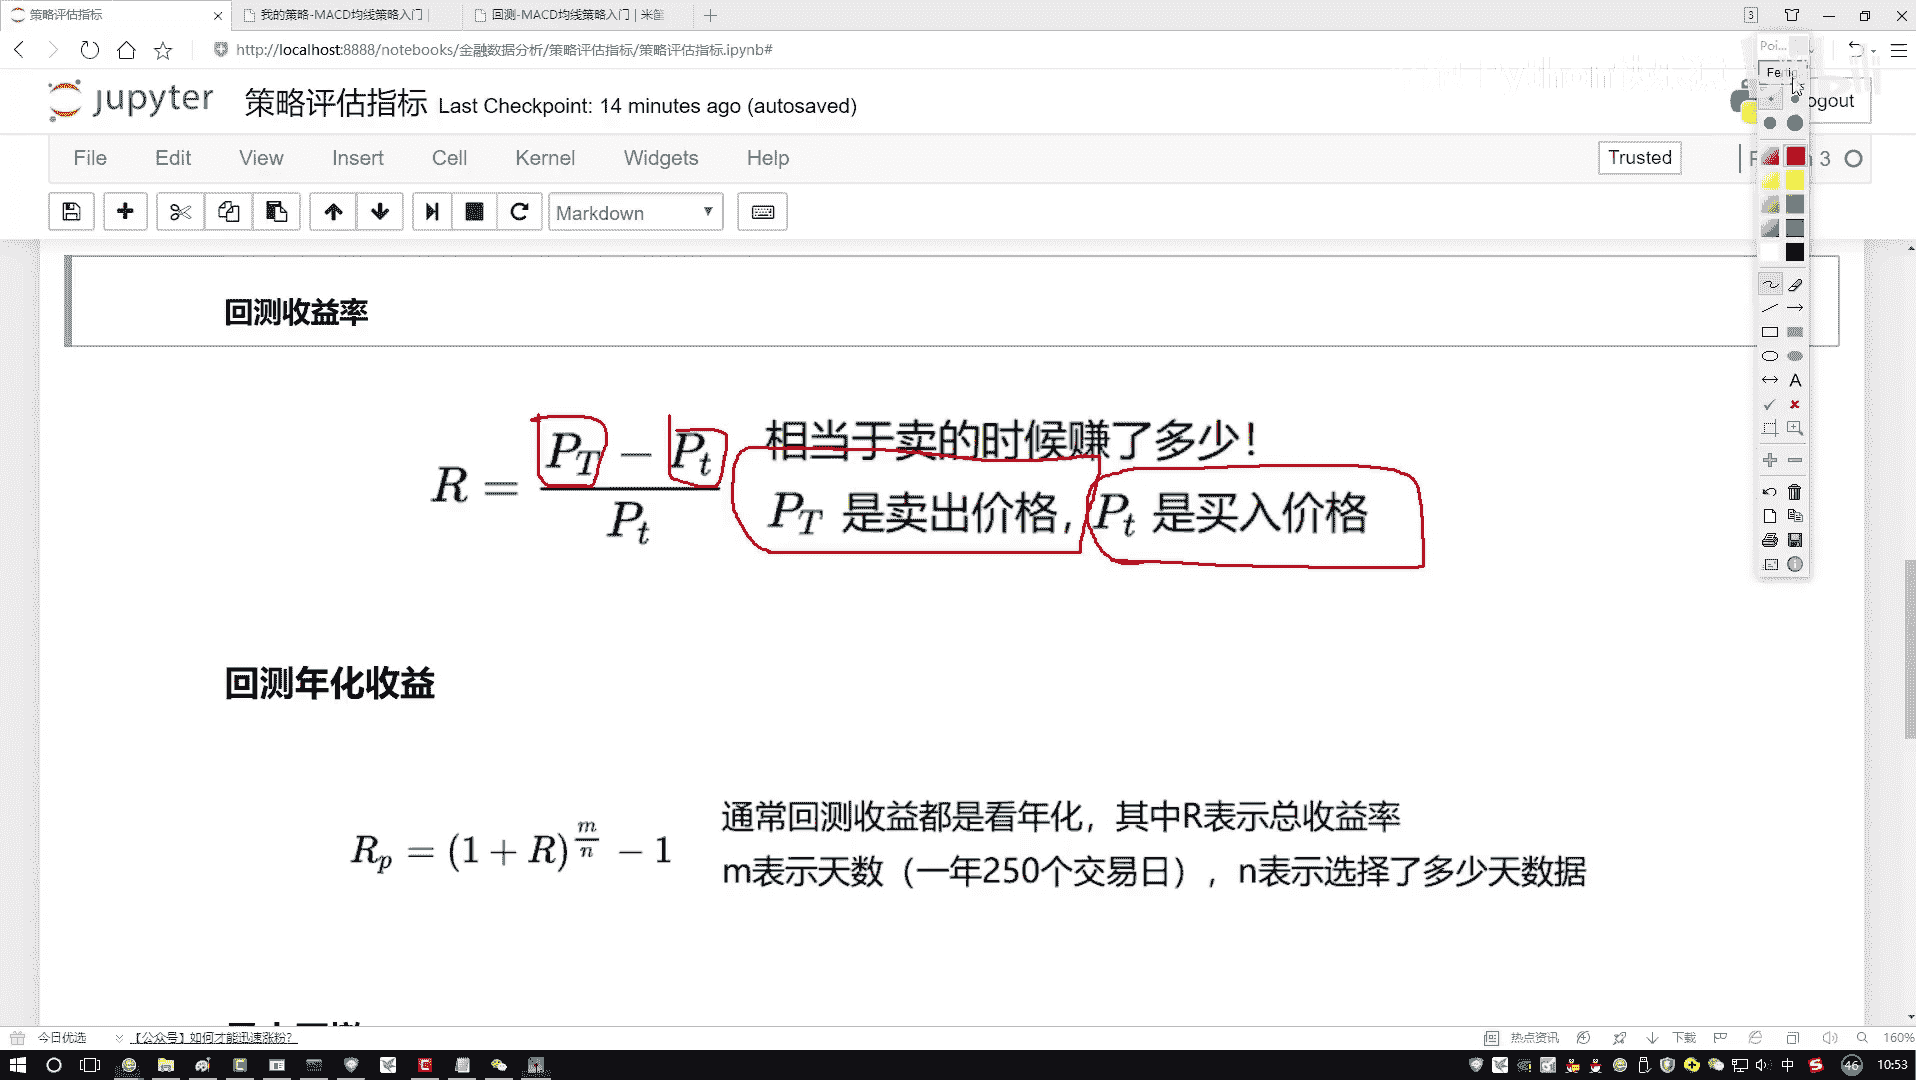 策略评估指标
我的策略-MACD均线策略入门
回测-MACD均线策略入门 | 米筐
3
http://localhost:8888/notebooks/金融数据分析/策略评估指标/策略评估指标.ipynb#
Poi...
Fertig
jupyter 策略评估指标 Last Checkpoint: 14 minutes ago (autosaved)
ogout
File Edit View Insert Cell Kernel Widgets Help
Trusted
3
Markdown
A
回测收益率
R = \frac{P_T - P_t}{P_t}
相当于卖的时候赚了多少！
P_T 是卖出价格，P_t 是买入价格
回测年化收益
R_p = (1 + R)^{\frac{m}{n}} - 1
通常回测收益都是看年化，其中R表示总收益率
m表示天数（一年250个交易日），n表示选择了多少天数据
今日优选
【公众号】如何才能迅速涨粉？
热点资讯
下载
160%
中
46
10:53